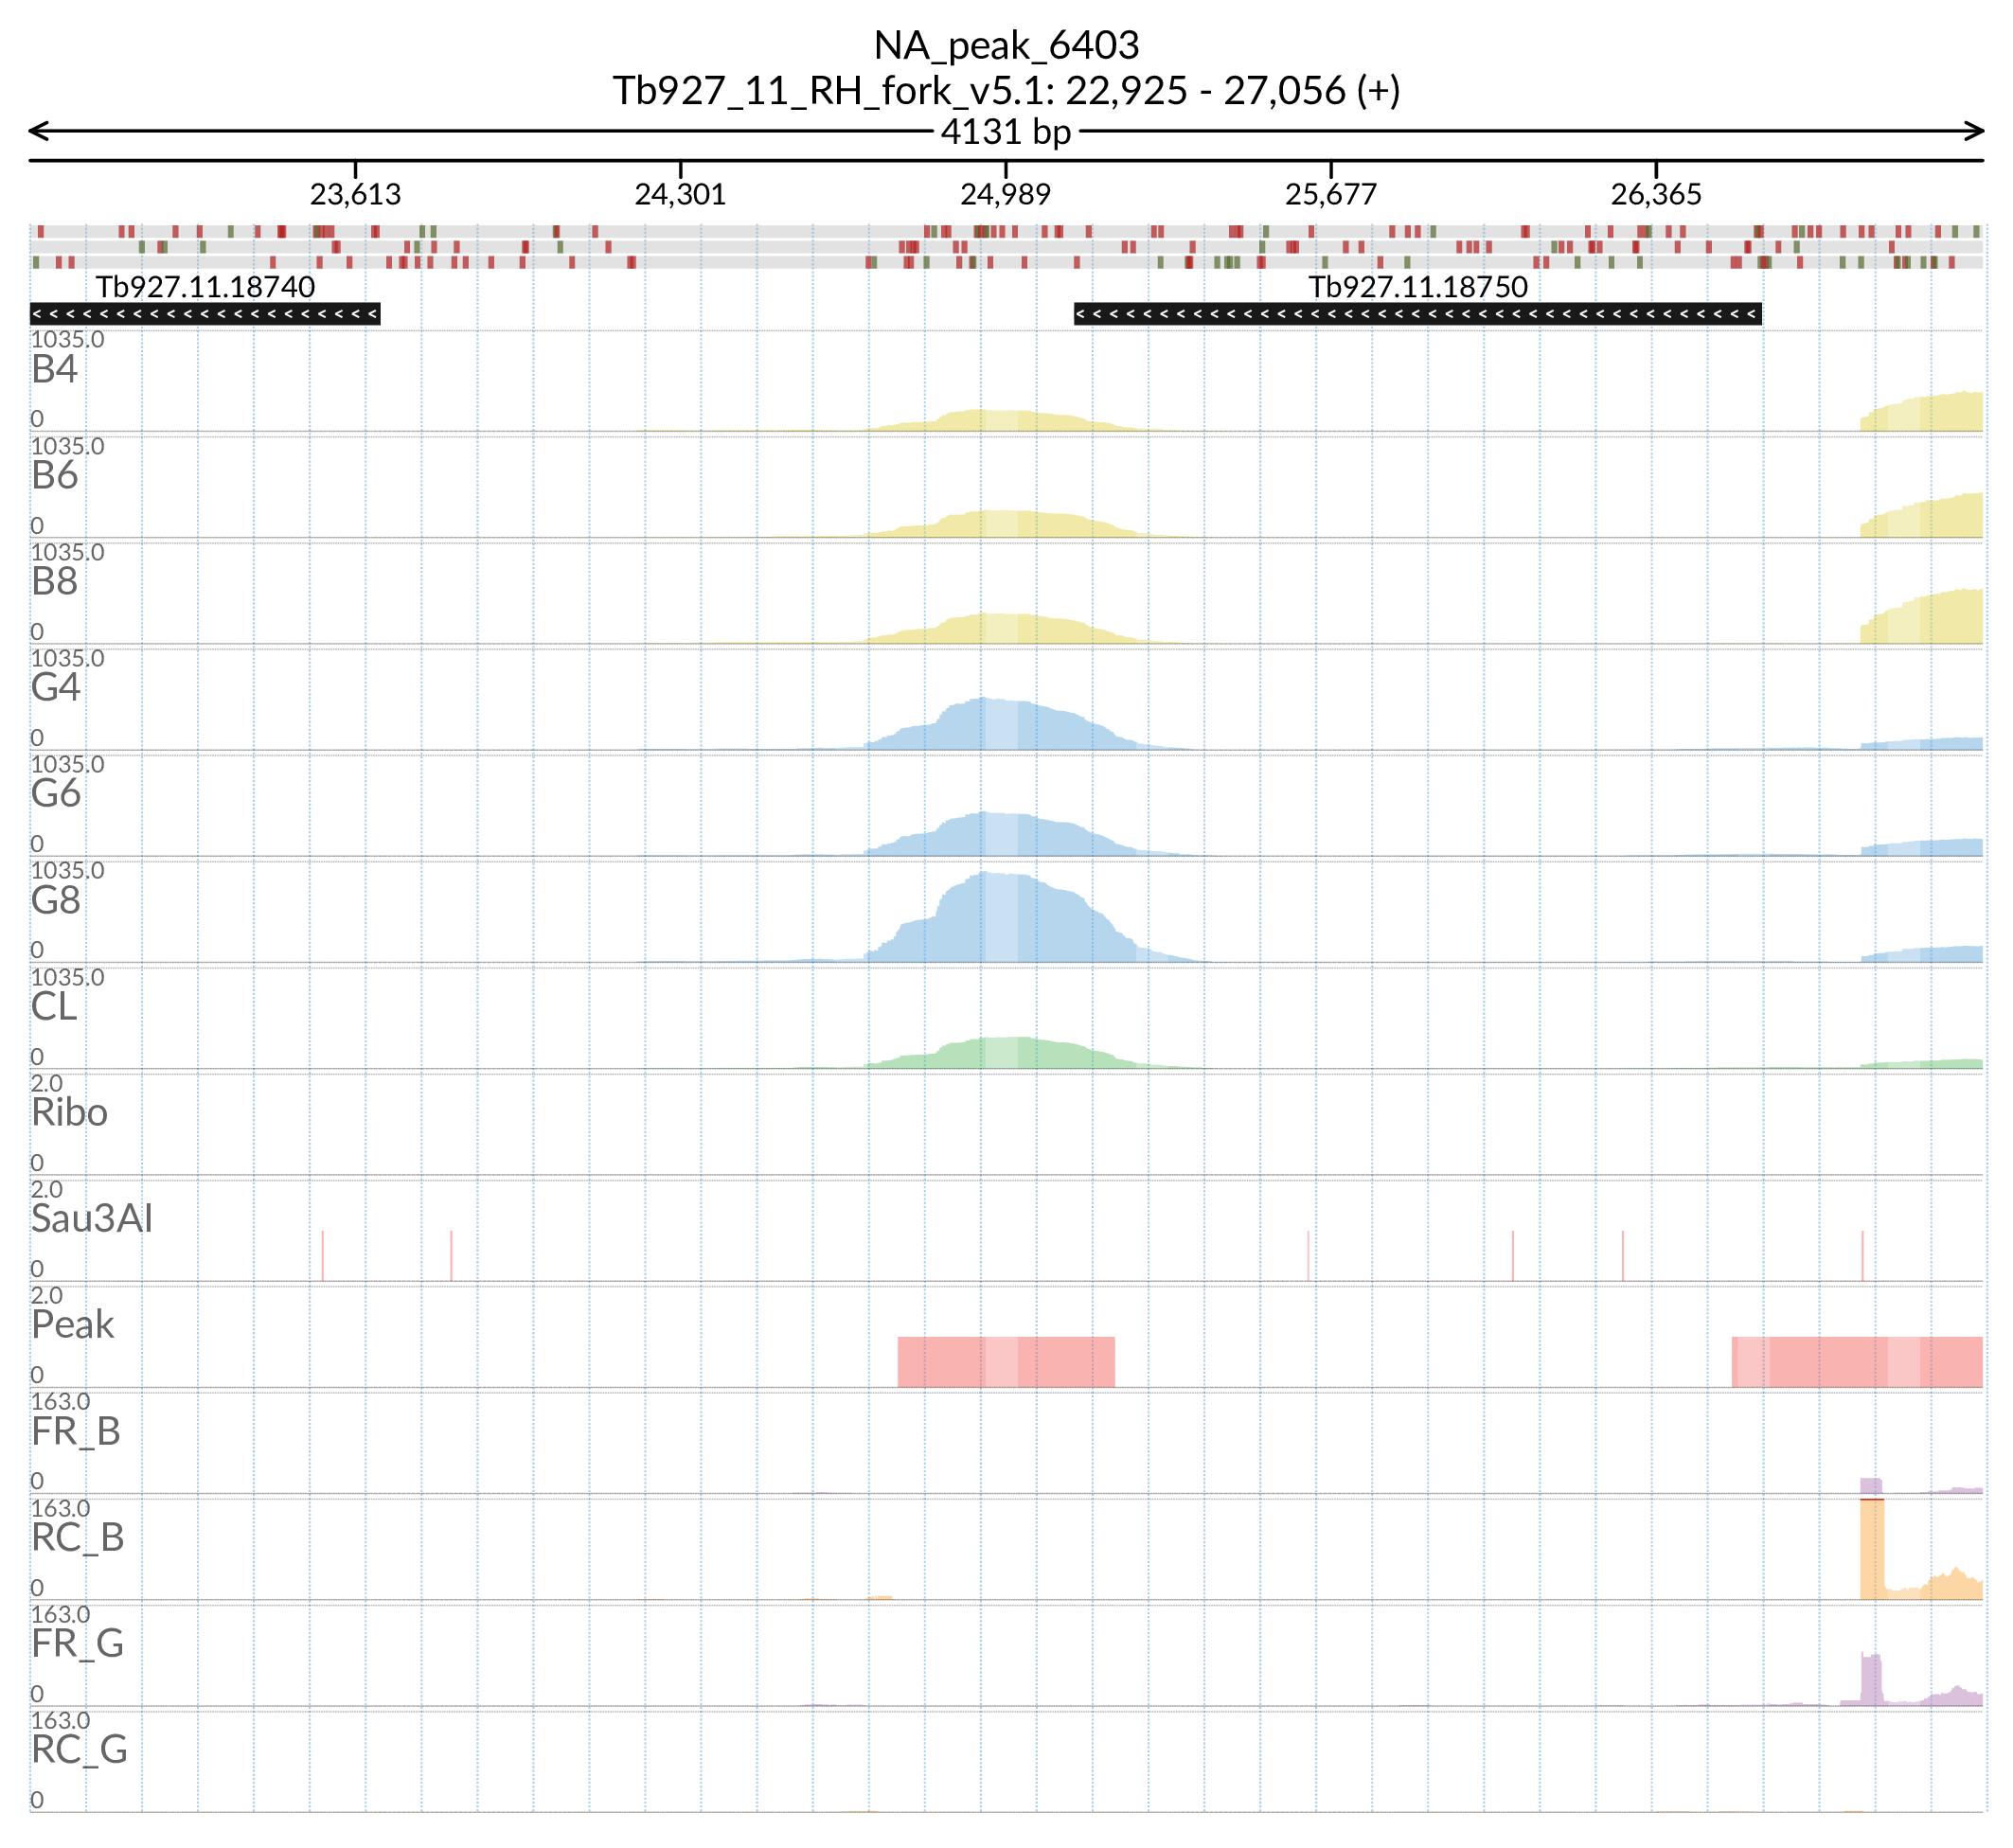 NA_peak_6403
Tb927_11_RH_fork_v5.1: 22,925 - 27,056 (+)
4131 bp
23,613 24,301 24,989 25,677 26,365
Tb927.11.18740 Tb927.11.18750
1035.0
B4
0
1035.0
B6
0
1035.0
B8
0
1035.0
G4
0
1035.0
G6
0
1035.0
G8
0
1035.0
CL
0
2.0
Ribo
0
2.0
Sau3AI
0
2.0
Peak
0
163.0
FR_B
0
163.0
RC_B
0
163.0
FR_G
0
163.0
RC_G
0